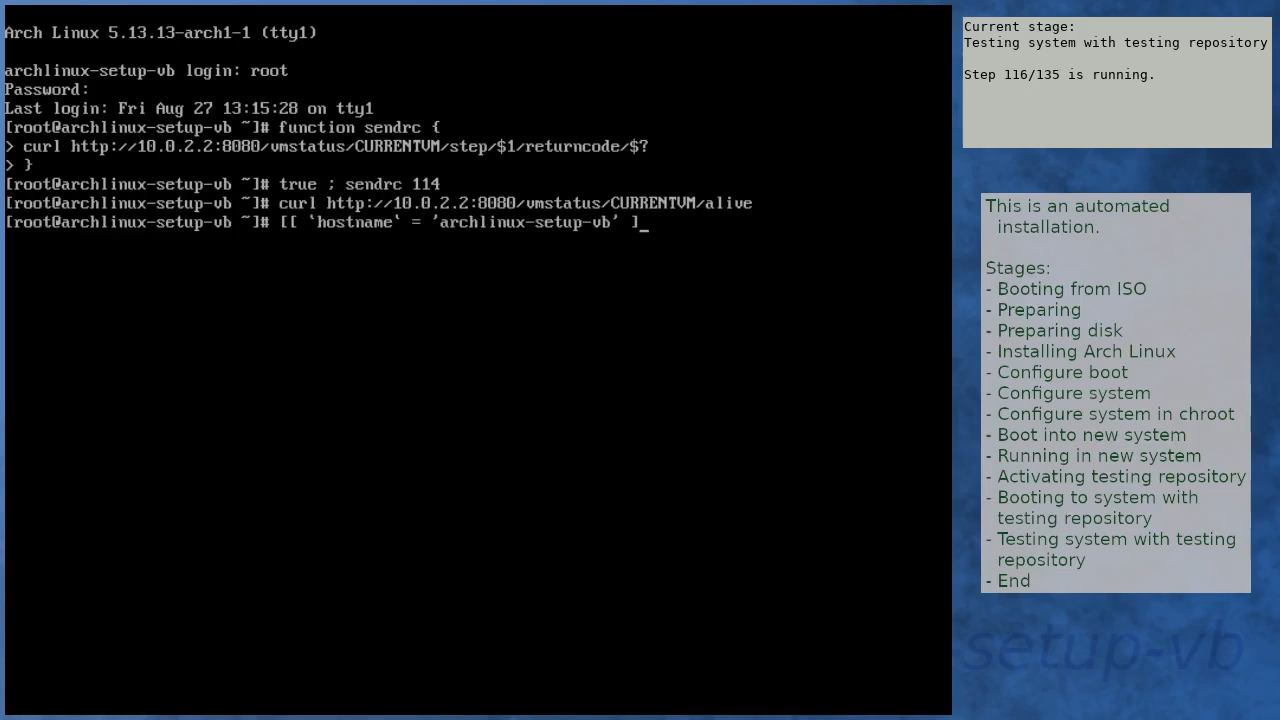 Arch Linux 5.13.13-arch1-1 (tty1)
archlinux-setup-vb login: root
Password:
Last login: Fri Aug 27 13:15:28 on tty1
[root@archlinux-setup-vb ~]# function sendrc {
> curl http://10.0.2.2:8080/vmstatus/CURRENTVM/step/$1/returncode/$?
> }
[root@archlinux-setup-vb ~]# true ; sendrc 114
[root@archlinux-setup-vb ~]# curl http://10.0.2.2:8080/vmstatus/CURRENTVM/alive
[root@archlinux-setup-vb ~]# [[ `hostname` = 'archlinux-setup-vb' ]_
Current stage:
Testing system with testing repository
Step 116/135 is running.
This is an automated
installation.
Stages:
- Booting from ISO
- Preparing
- Preparing disk
- Installing Arch Linux
- Configure boot
- Configure system
- Configure system in chroot
- Boot into new system
- Running in new system
- Activating testing repository
- Booting to system with
testing repository
- Testing system with testing
repository
- End
setup-vb